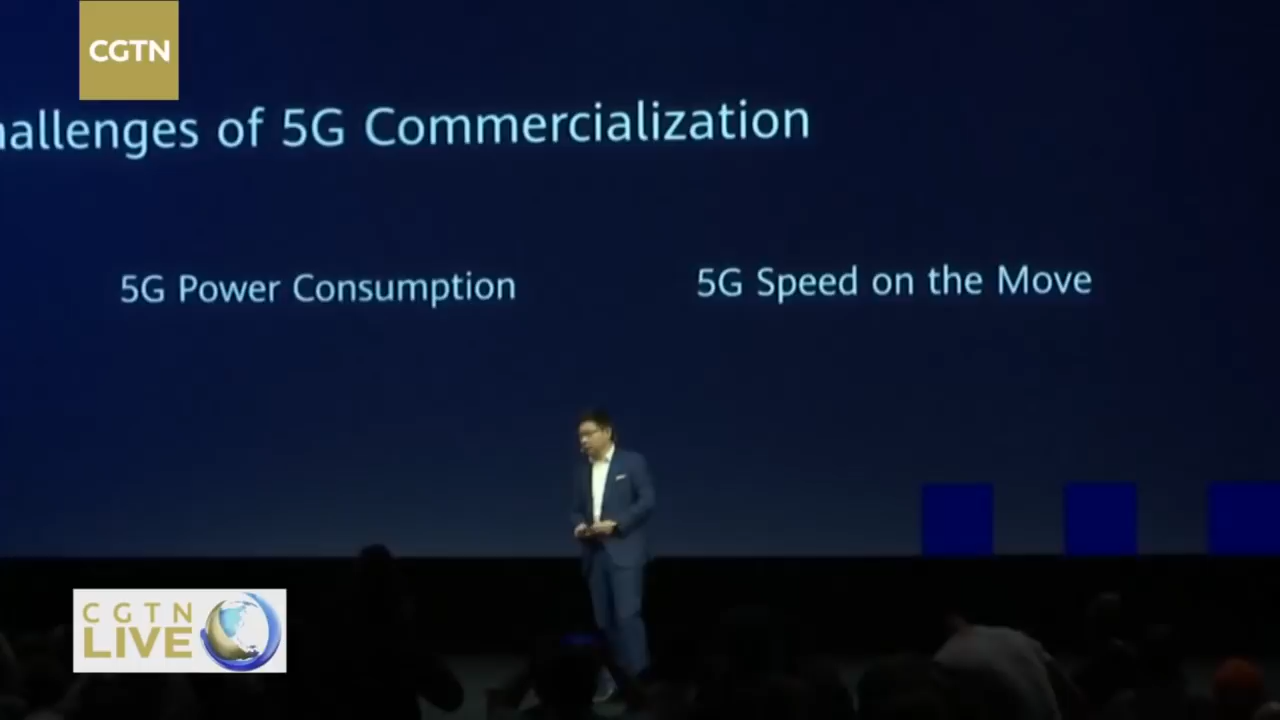 CGTN
hallenges of 5G Commercialization
5G Power Consumption
5G Speed on the Move
CGTN
LIVE